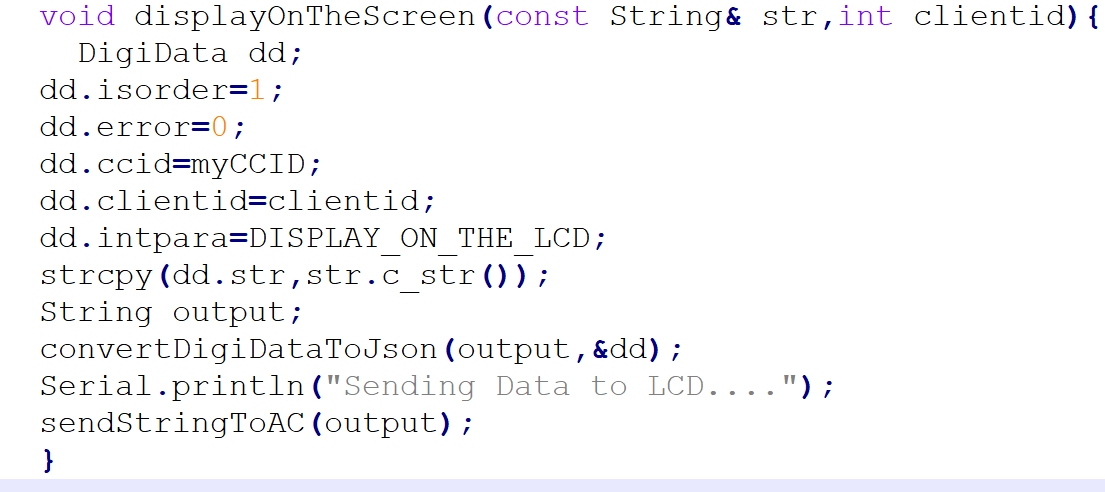 void displayOnTheScreen(const String& str,int clientid){
  DigiData dd;
dd.isorder=1;
dd.error=0;
dd.ccid=myCCID;
dd.clientid=clientid;
dd.intpara=DISPLAY_ON_THE_LCD;
strcpy(dd.str,str.c_str());
String output;
convertDigiDataToJson(output,&dd);
Serial.println("Sending Data to LCD....");
sendStringToAC(output);
}